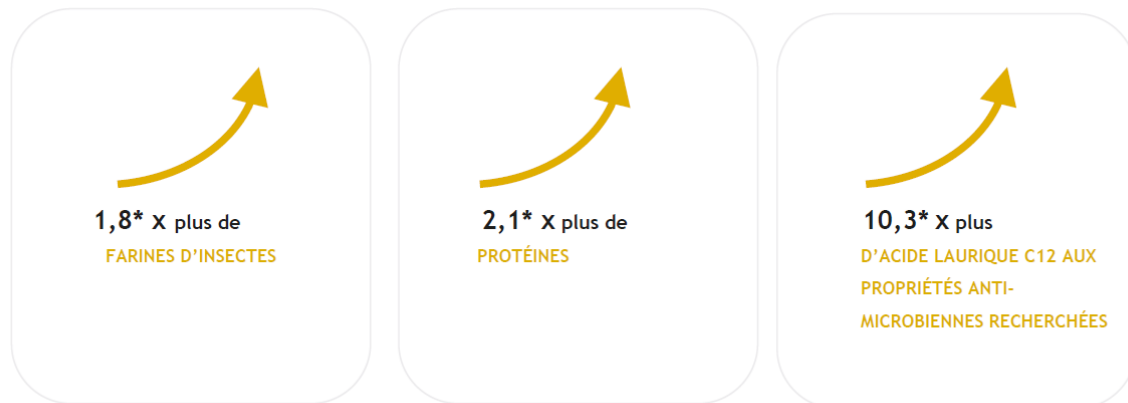 1,8* x plus de
FARINES D'INSECTES
2,1* x plus de
PROTÉINES
10,3* x plus
D'ACIDE LAURIQUE C12 AUX
PROPRIÉTÉS ANTI-
MICROBIENNES RECHERCHÉES